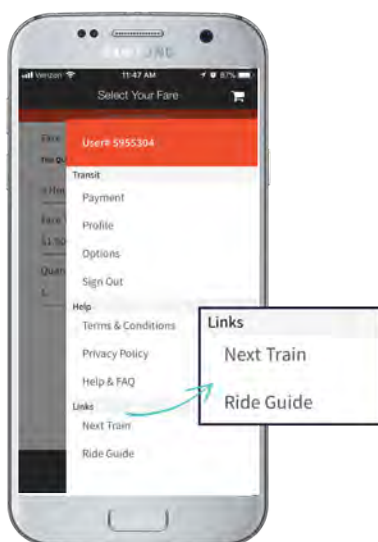 SAMSUNG
Verizon
11:47 AM
87%
Select Your Fare
Fare
User# 5955304
Transit
Payment
Profile
Options
Sign Out
Help
Terms & Conditions
Privacy Policy
Help & FAQ
Links
Next Train
Ride Guide
Links
Next Train
Ride Guide